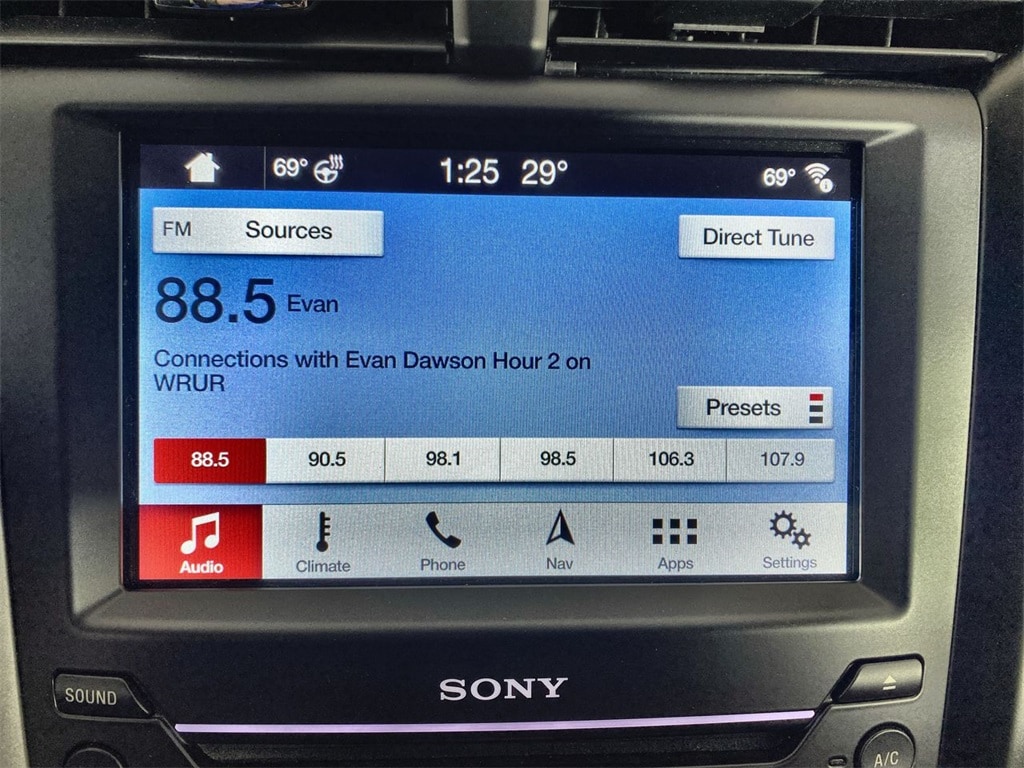 69° 1:25 29° 69°
FM Sources
Direct Tune
88.5 Evan
Connections with Evan Dawson Hour 2 on
WRUR
Presets
88.5 90.5 98.1 98.5 106.3 107.9
Audio Climate Phone Nav Apps Settings
SONY
SOUND
A/C